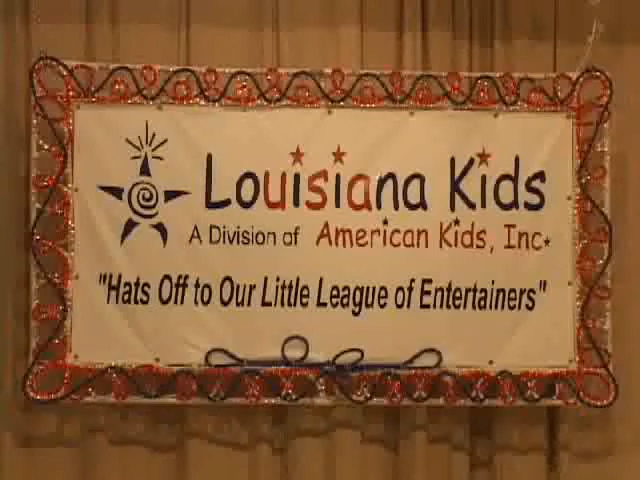 Louisiana Kids
A Division of American Kids, Inc.
"Hats Off to Our Little League of Entertainers"